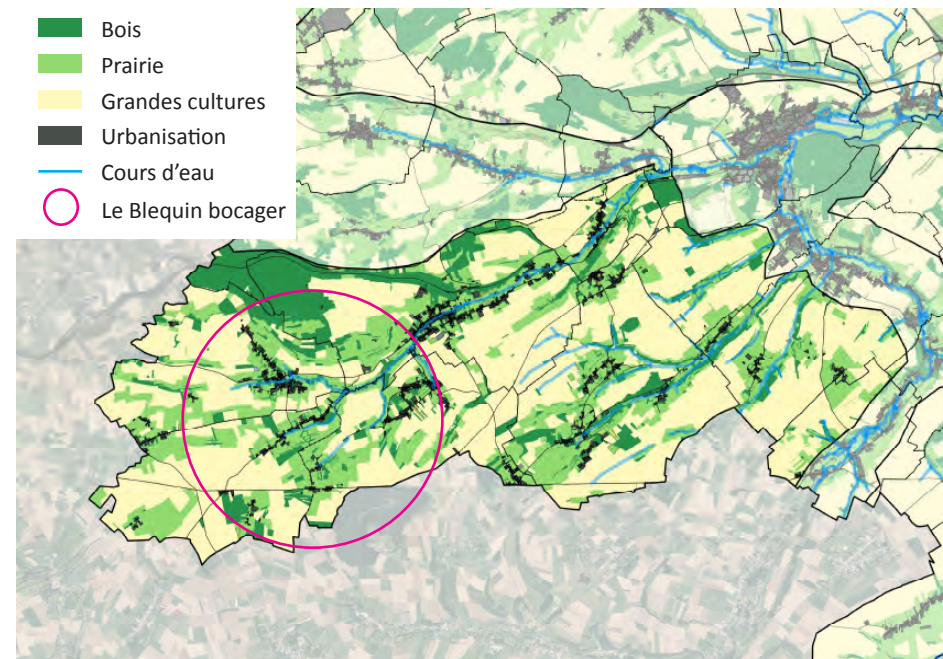 Bois
Prairie
Grandes cultures
Urbanisation
Cours d'eau
Le Blequin bocager